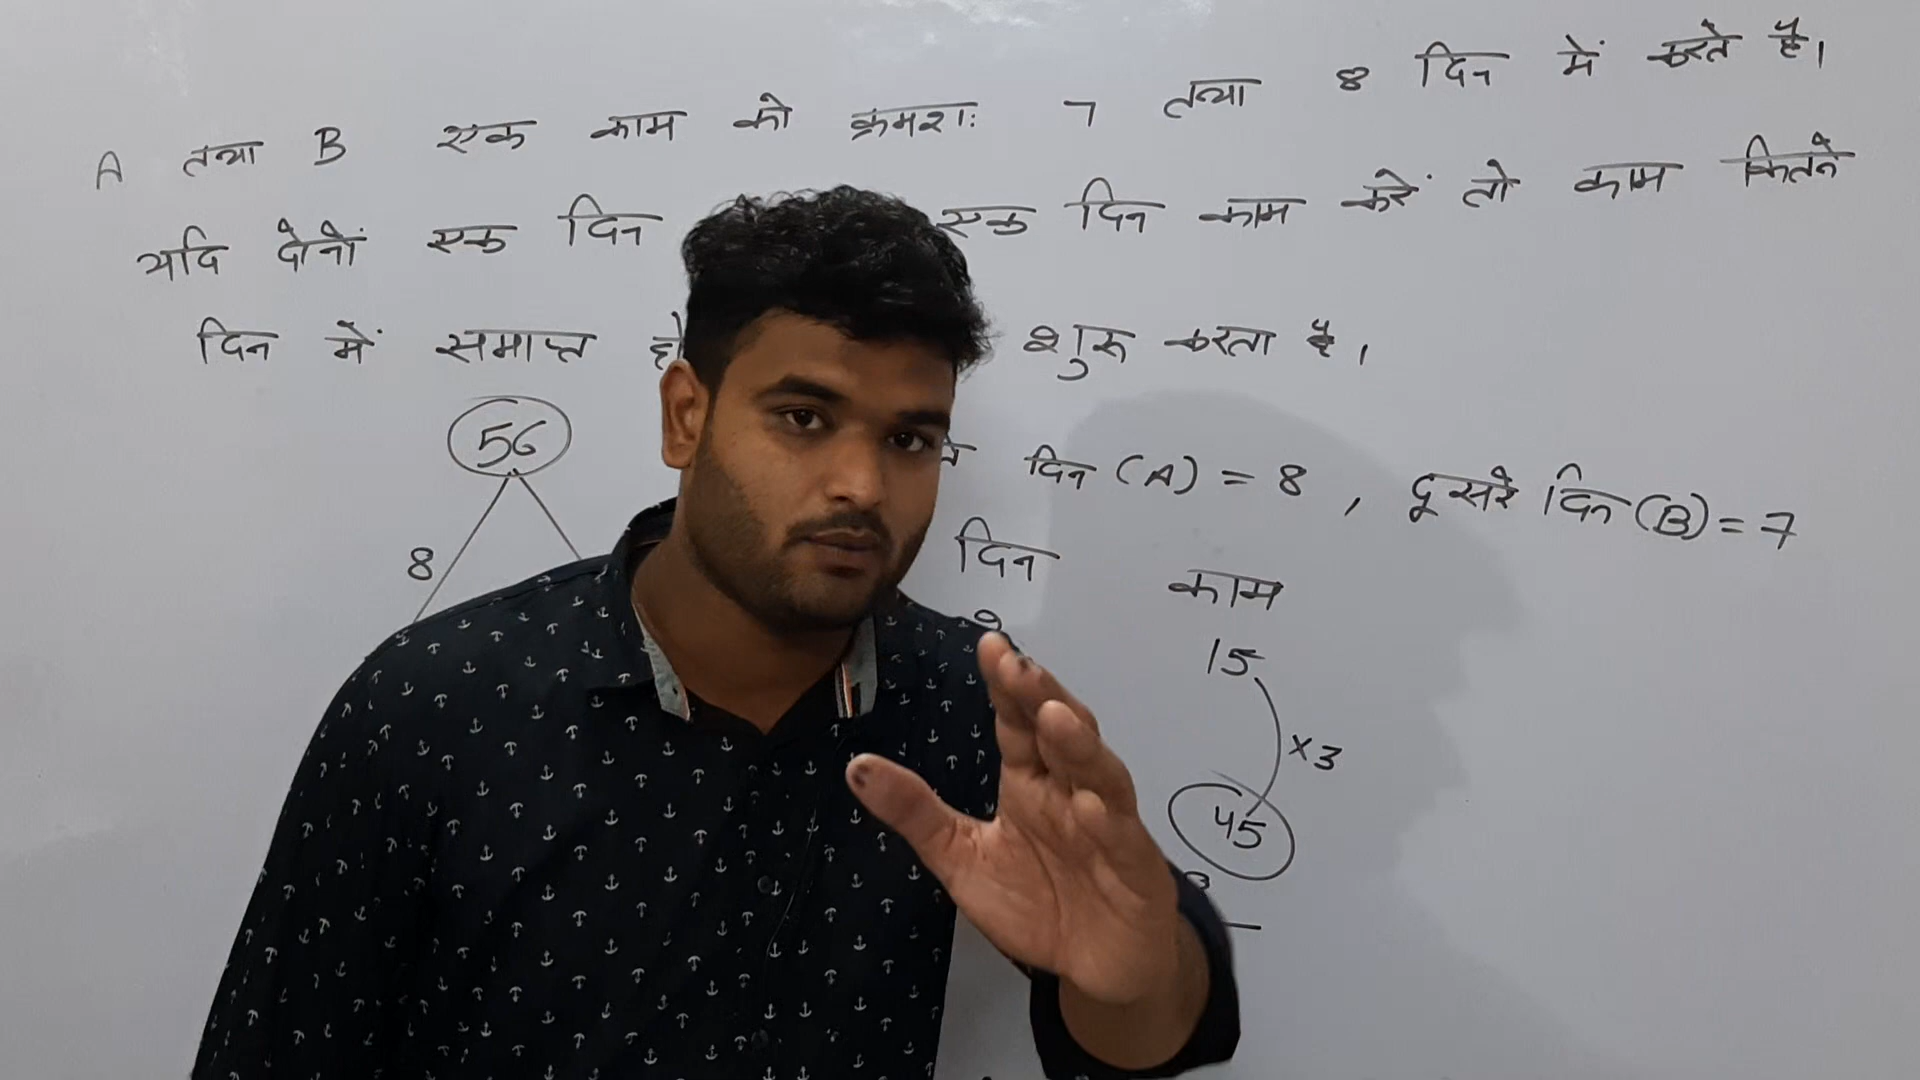 A तथा B एक काम को क्रमशः 7 तथा 8 दिन में करते है।
यदि दोनों एक दिन एक दिन काम करें तो काम कितने
दिन में समाप्त शुरू करता है।
56
दिन (A) = 8 , दूसरे दिन (B) = 7
8
दिन काम
15
×3
45